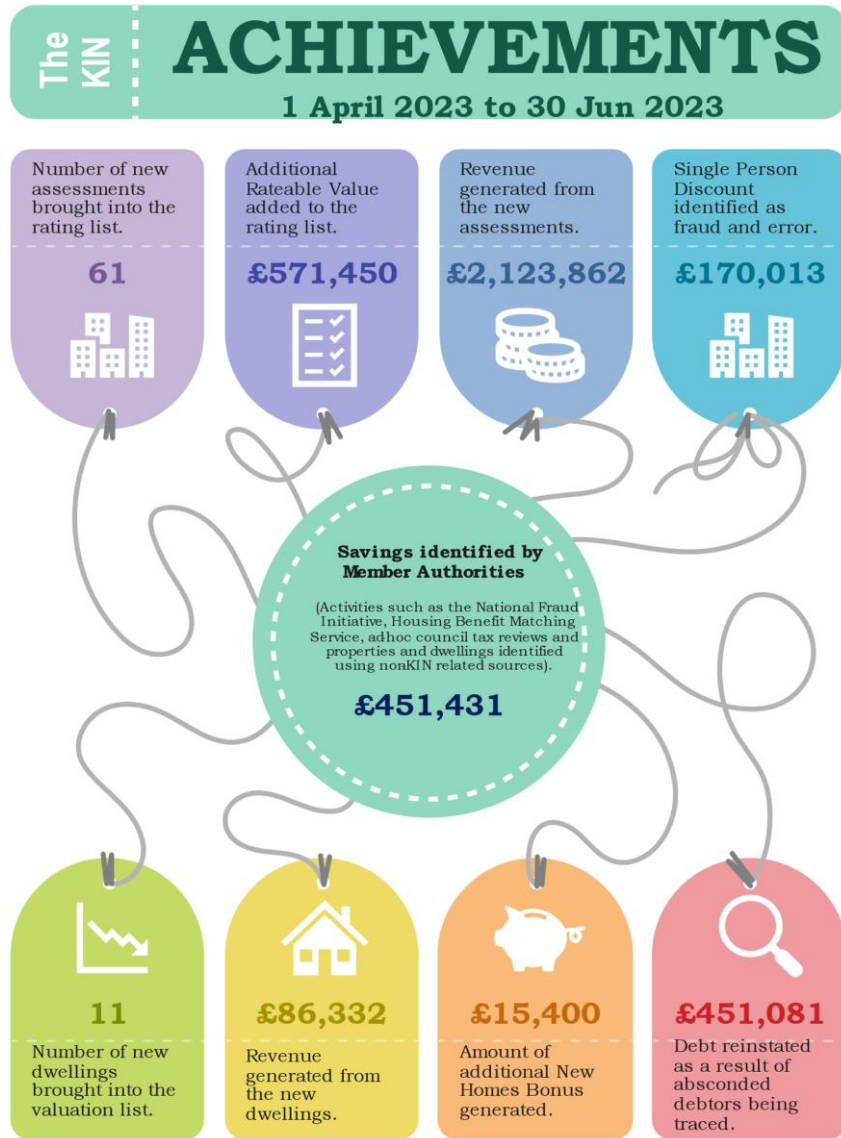 The
KIN
ACHIEVEMENTS
1 April 2023 to 30 Jun 2023
Number of new
assessments
brought into the
rating list.
61
Additional
Rateable Value
added to the
rating list.
£571,450
Revenue
generated from
the new
assessments.
£2,123,862
Single Person
Discount
identified as
fraud and error.
£170,013
Savings identified by
Member Authorities
(Activities such as the National Fraud
Initiative, Housing Benefit Matching
Service, ad-hoc council tax reviews and
properties and dwellings identified
using non-KIN related sources).
£451,431
11
Number of new
dwellings
brought into the
valuation list.
£86,332
Revenue
generated from
the new
dwellings.
£15,400
Amount of
additional New
Homes Bonus
generated.
£451,081
Debt reinstated
as a result of
absconded
debtors being
traced.